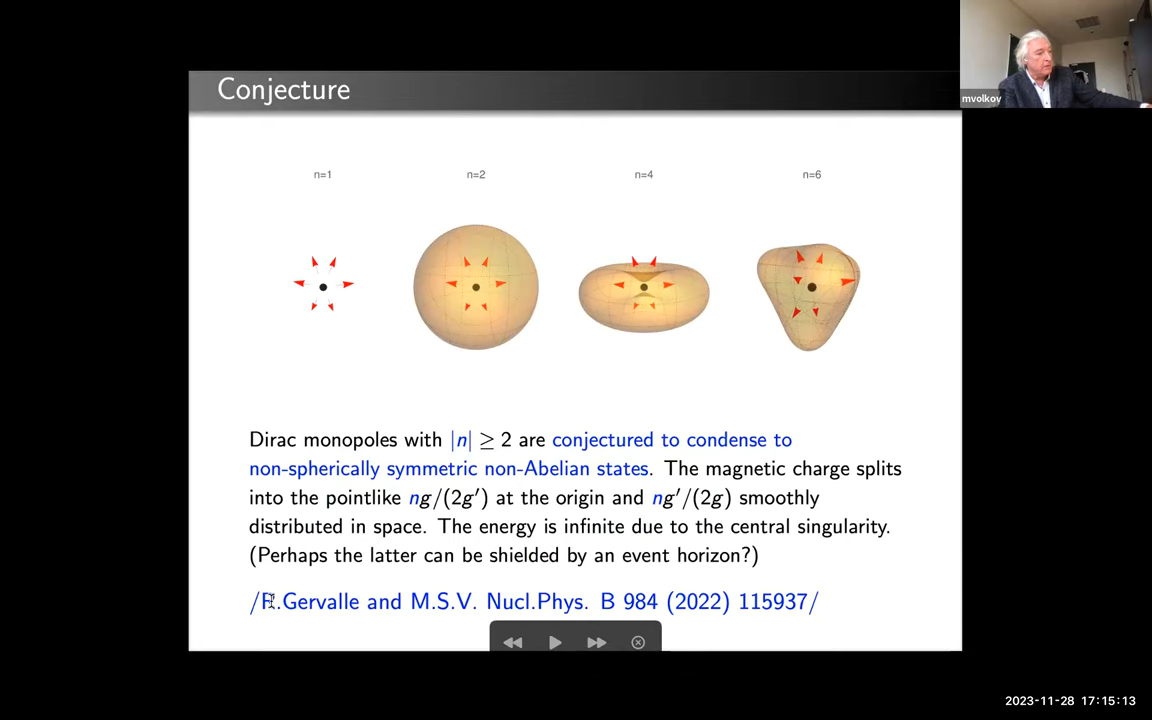 Conjecture
mvolkov
n=1 n=2 n=4 n=6
Dirac monopoles with |n| ≥ 2 are conjectured to condense to
non-spherically symmetric non-Abelian states. The magnetic charge splits
into the pointlike ng/(2g′) at the origin and ng′/(2g) smoothly
distributed in space. The energy is infinite due to the central singularity.
(Perhaps the latter can be shielded by an event horizon?)
/R.Gervalle and M.S.V. Nucl.Phys. B 984 (2022) 115937/
2023-11-28 17:15:13